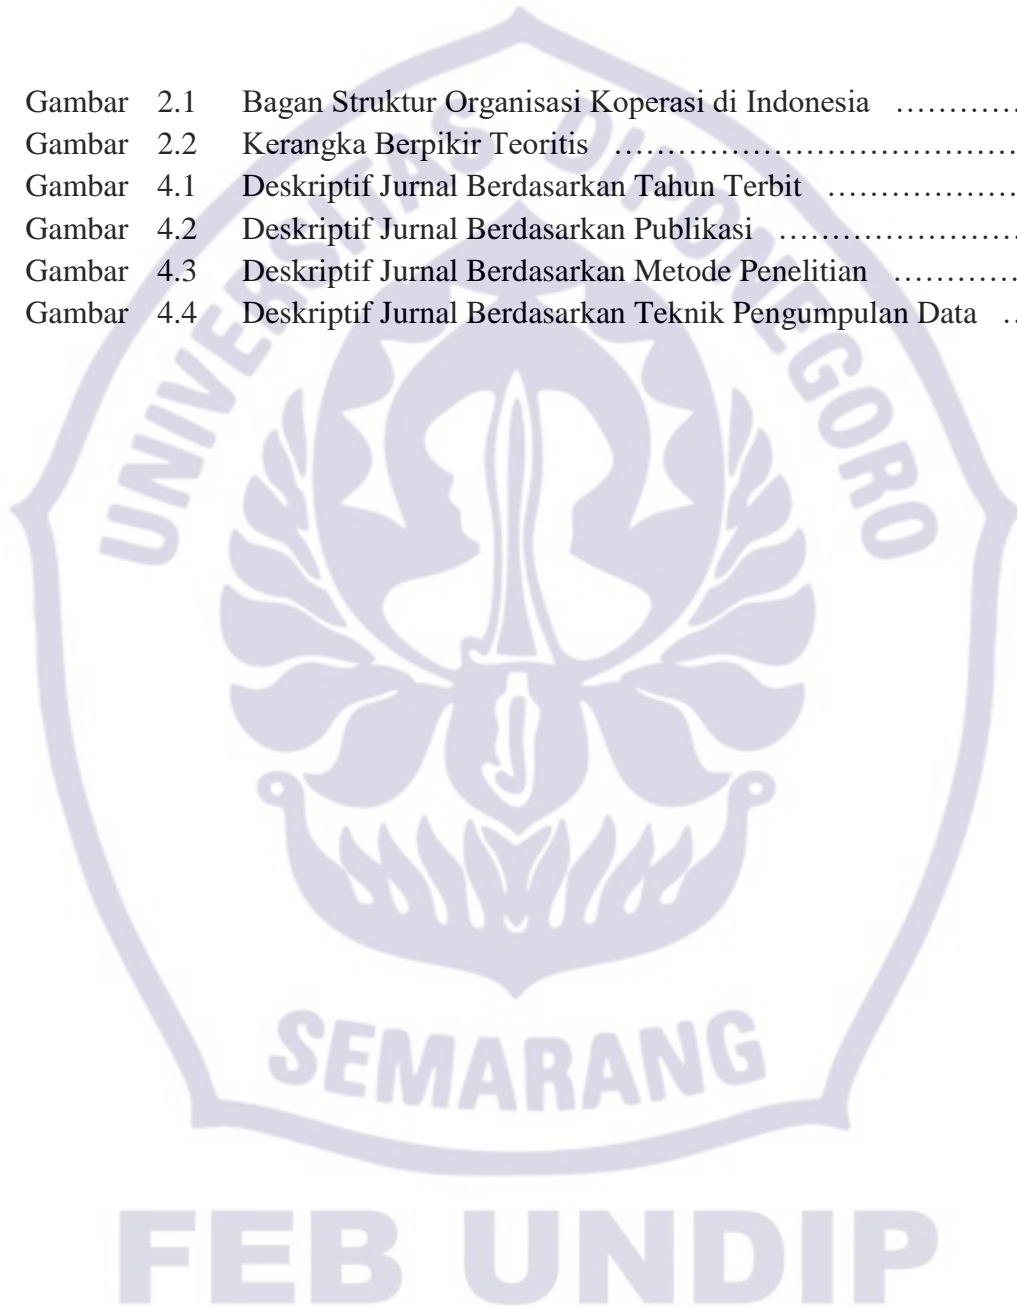 Gambar 2.1 Bagan Struktur Organisasi Koperasi di Indonesia …………
Gambar 2.2 Kerangka Berpikir Teoritis …………………………………
Gambar 4.1 Deskriptif Jurnal Berdasarkan Tahun Terbit ………………
Gambar 4.2 Deskriptif Jurnal Berdasarkan Publikasi ……………………
Gambar 4.3 Deskriptif Jurnal Berdasarkan Metode Penelitian …………
Gambar 4.4 Deskriptif Jurnal Berdasarkan Teknik Pengumpulan Data …
UNIVERSITAS DIPONEGORO
SEMARANG
FEB UNDIP